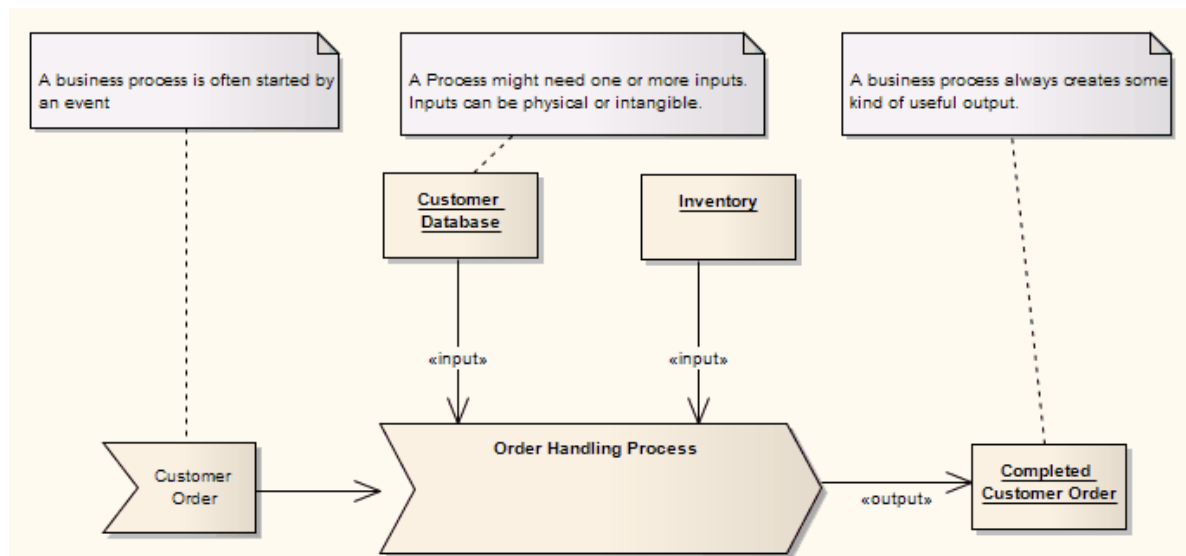 A business process is often started by
an event
A Process might need one or more inputs.
Inputs can be physical or intangible.
A business process always creates some
kind of useful output.
Customer
Database
Inventory
«input»
«input»
Order Handling Process
Customer
Order
Completed
Customer Order
«output»